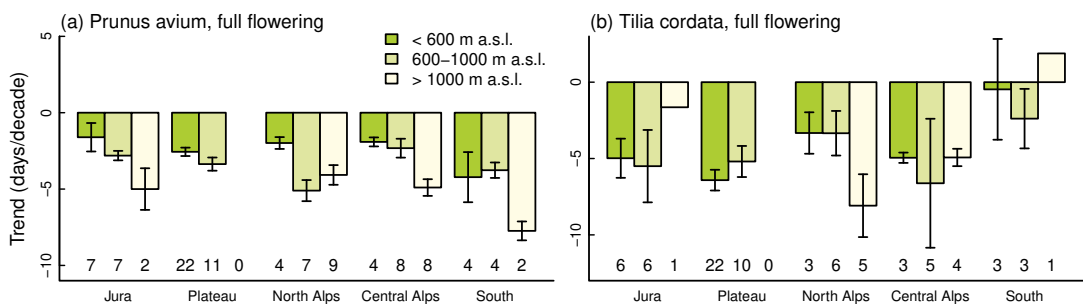 (a) Prunus avium, full flowering
< 600 m a.s.l.
600−1000 m a.s.l.
> 1000 m a.s.l.
Trend (days/decade)
5
0
−5
−10
7 7 2 22 11 0 4 7 9 4 8 8 4 4 2
Jura Plateau North Alps Central Alps South
(b) Tilia cordata, full flowering
0
−5
−10
6 6 1 22 10 0 3 6 5 3 5 4 3 3 1
Jura Plateau North Alps Central Alps South